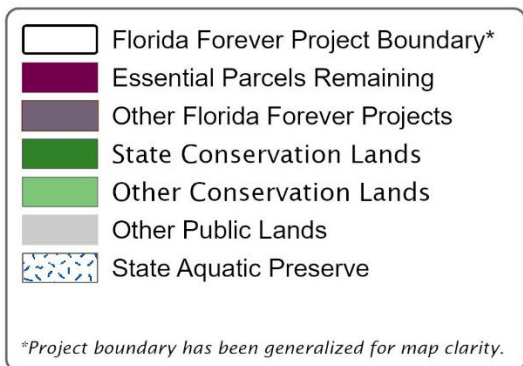 Florida Forever Project Boundary*
Essential Parcels Remaining
Other Florida Forever Projects
State Conservation Lands
Other Conservation Lands
Other Public Lands
State Aquatic Preserve
*Project boundary has been generalized for map clarity.